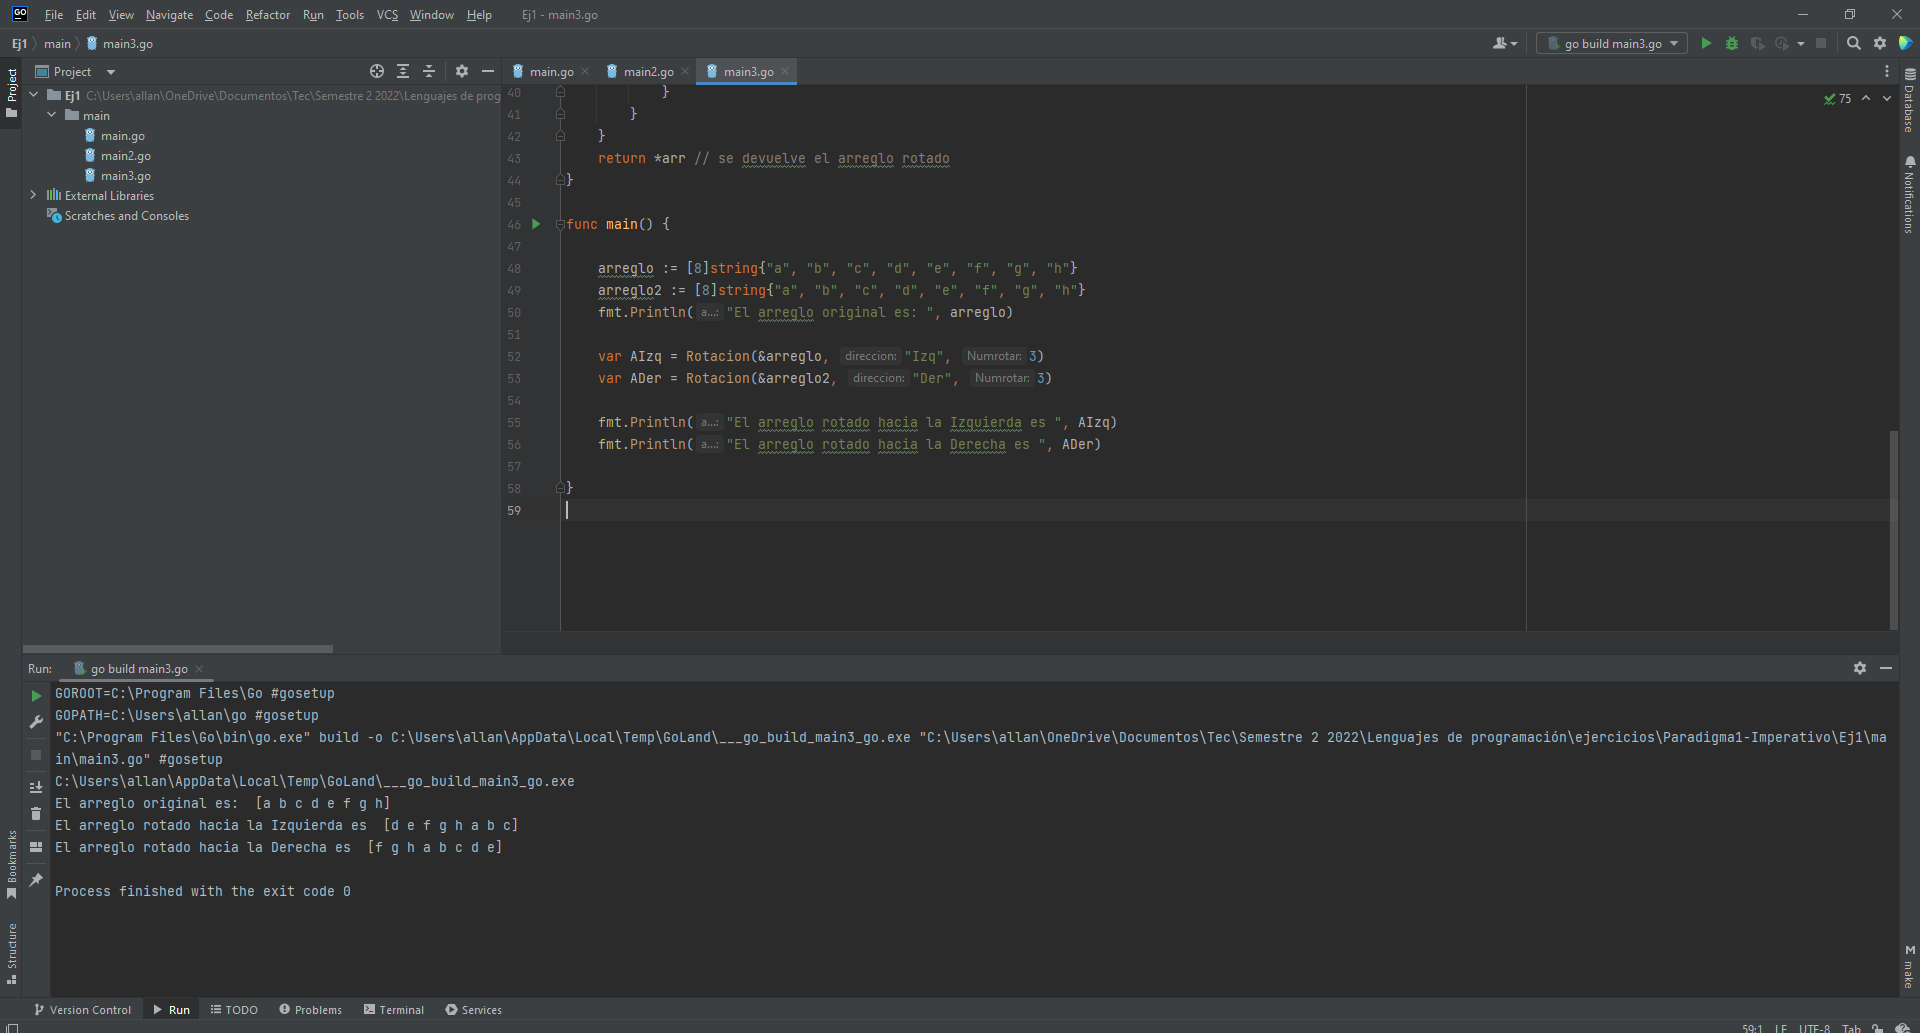 GO File Edit View Navigate Code Refactor Run Tools VCS Window Help Ej1 - main3.go
Ej1 main main3.go go build main3.go
Project main.go main2.go main3.go
Project
Ej1 C:\Users\allan\OneDrive\Documentos\Tec\Semestre 2 2022\Lenguajes de prog
main
main.go
main2.go
main3.go
External Libraries
Scratches and Consoles
75
40 }
41 }
42 }
43 return *arr // se devuelve el arreglo rotado
44 }
45
46 func main() {
47
48 arreglo := [8]string{"a", "b", "c", "d", "e", "f", "g", "h"}
49 arreglo2 := [8]string{"a", "b", "c", "d", "e", "f", "g", "h"}
50 fmt.Println( a...: "El arreglo original es: ", arreglo)
51
52 var AIzq = Rotacion(&arreglo, direccion: "Izq", Numrotar: 3)
53 var ADer = Rotacion(&arreglo2, direccion: "Der", Numrotar: 3)
54
55 fmt.Println( a...: "El arreglo rotado hacia la Izquierda es ", AIzq)
56 fmt.Println( a...: "El arreglo rotado hacia la Derecha es ", ADer)
57
58 }
59
Database
Notifications
make
Run: go build main3.go
GOROOT=C:\Program Files\Go #gosetup
GOPATH=C:\Users\allan\go #gosetup
"C:\Program Files\Go\bin\go.exe" build -o C:\Users\allan\AppData\Local\Temp\GoLand\___go_build_main3_go.exe "C:\Users\allan\OneDrive\Documentos\Tec\Semestre 2 2022\Lenguajes de programación\ejercicios\Paradigma1-Imperativo\Ej1\ma
in\main3.go" #gosetup
C:\Users\allan\AppData\Local\Temp\GoLand\___go_build_main3_go.exe
El arreglo original es:  [a b c d e f g h]
El arreglo rotado hacia la Izquierda es  [d e f g h a b c]
El arreglo rotado hacia la Derecha es  [f g h a b c d e]
Process finished with the exit code 0
Bookmarks
Structure
Version Control Run TODO Problems Terminal Services
59:1 LF UTF-8 Tab